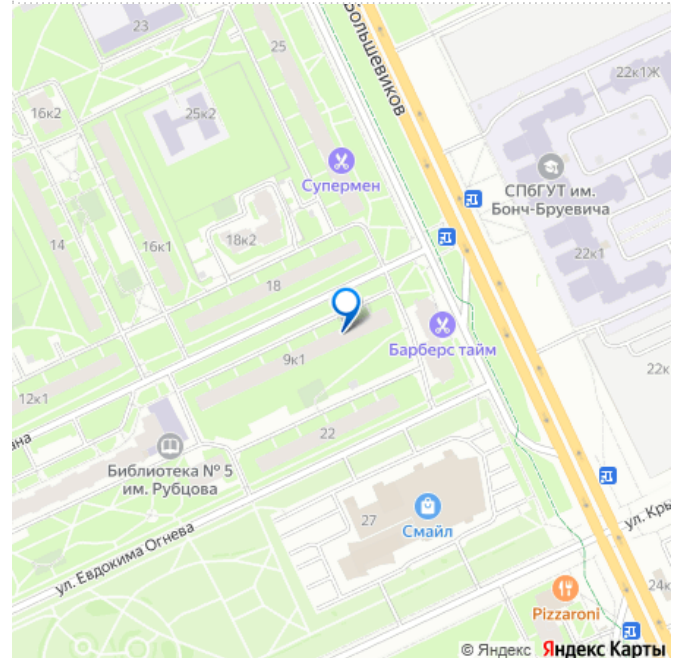 23
Большевиков
25
22к1Ж
16к2
25к2
Супермен
СПбГУТ им.
Бонч-Бруевича
14
16к1
18к2
22к1
18
Барберс тайм
9к1
22к
12к1
22
Библиотека № 5
им. Рубцова
27
Смайл
ул. Кры
ул. Евдокима Огнева
24к
Pizzaroni
© Яндекс Яндекс Карты